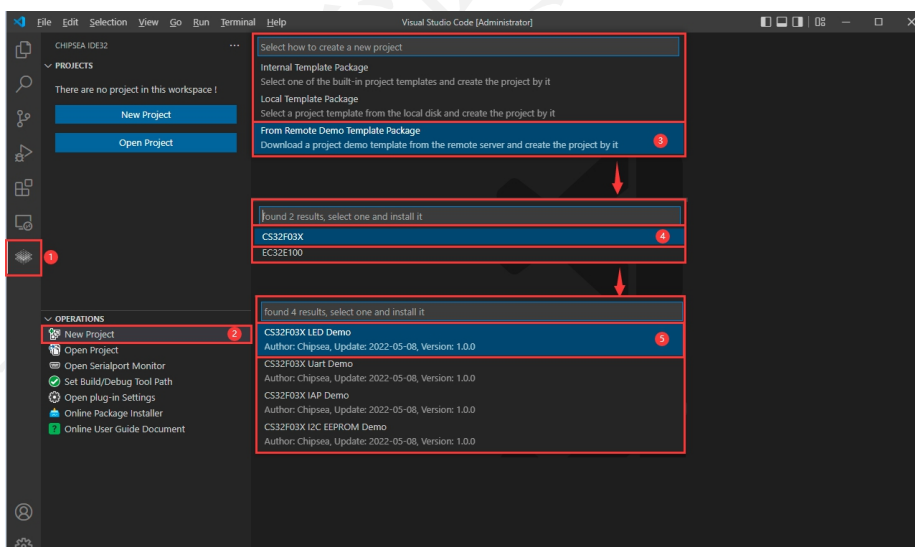 File Edit Selection View Go Run Terminal Help Visual Studio Code [Administrator]
CHIPSEA IDE32 ...
PROJECTS
There are no project in this workspace !
New Project
Open Project
Select how to create a new project
Internal Template Package
Select one of the built-in project templates and create the project by it
Local Template Package
Select a project template from the local disk and create the project by it
From Remote Demo Template Package
Download a project demo template from the remote server and create the project by it
3
found 2 results, select one and install it
CS32F03X
4
EC32E100
1
OPERATIONS
New Project
2
Open Project
Open Serialport Monitor
Set Build/Debug Tool Path
Open plug-in Settings
Online Package Installer
Online User Guide Document
found 4 results, select one and install it
CS32F03X LED Demo
Author: Chipsea, Update: 2022-05-08, Version: 1.0.0
5
CS32F03X Uart Demo
Author: Chipsea, Update: 2022-05-08, Version: 1.0.0
CS32F03X IAP Demo
Author: Chipsea, Update: 2022-05-08, Version: 1.0.0
CS32F03X I2C EEPROM Demo
Author: Chipsea, Update: 2022-05-08, Version: 1.0.0